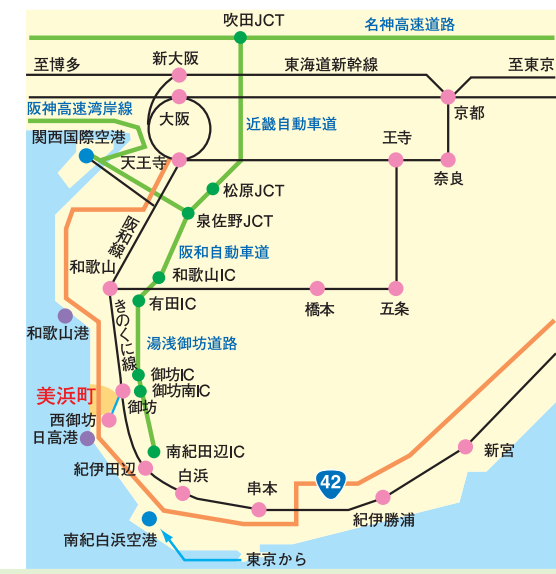 吹田JCT
名神高速道路
至博多
新大阪
東海道新幹線
至東京
阪神高速湾岸線
大阪
近畿自動車道
京都
関西国際空港
天王寺
王寺
奈良
松原JCT
泉佐野JCT
阪和線
阪和自動車道
和歌山
和歌山IC
有田IC
橋本
五条
きのくに線
和歌山港
湯浅御坊道路
御坊IC
御坊南IC
美浜町
御坊
西御坊
日高港
南紀田辺IC
新宮
紀伊田辺
白浜
串本
42
紀伊勝浦
南紀白浜空港
東京から